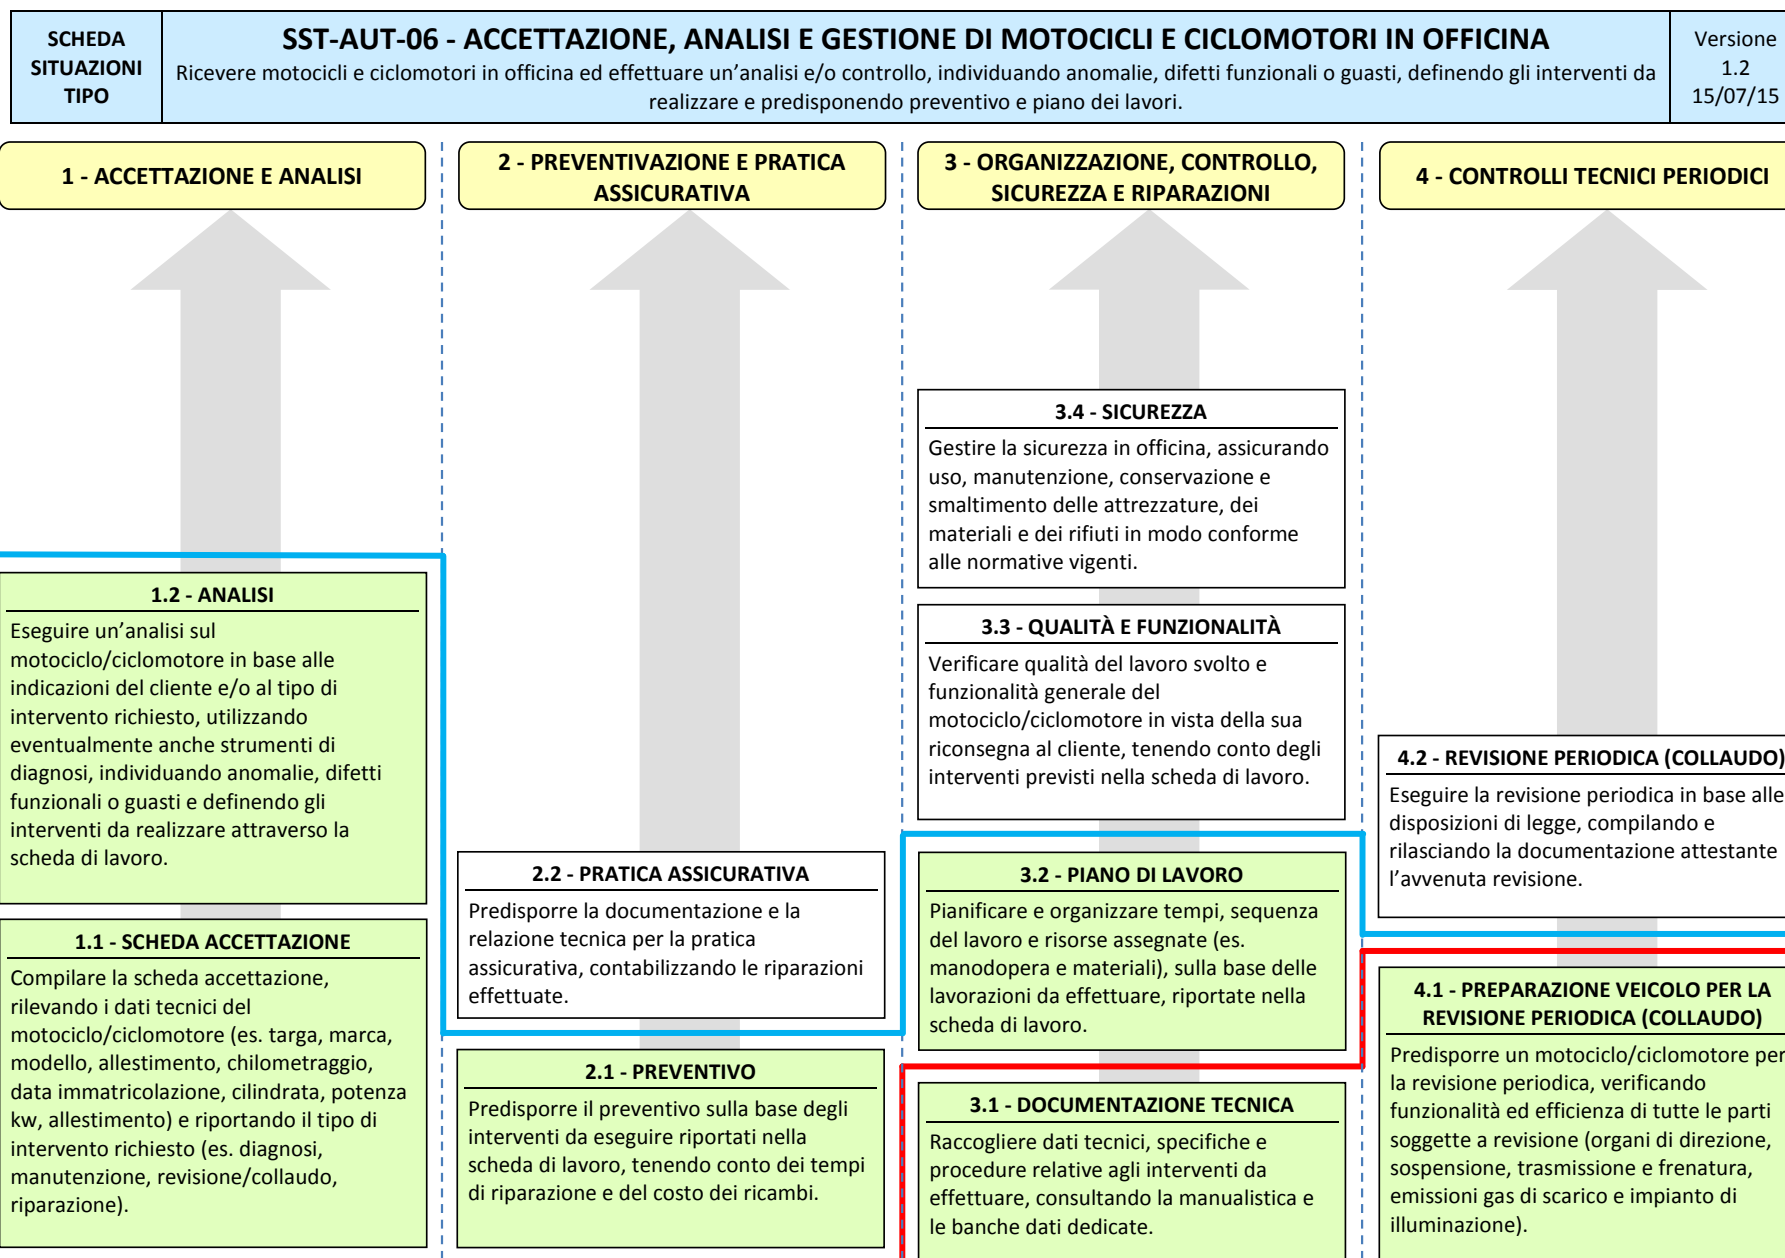 SCHEDA
SITUAZIONI
TIPO
SST-AUT-06 - ACCETTAZIONE, ANALISI E GESTIONE DI MOTOCICLI E CICLOMOTORI IN OFFICINA
Ricevere motocicli e ciclomotori in officina ed effettuare un'analisi e/o controllo, individuando anomalie, difetti funzionali o guasti, definendo gli interventi da
realizzare e predisponendo preventivo e piano dei lavori.
Versione
1.2
15/07/15
1 - ACCETTAZIONE E ANALISI
1.2 - ANALISI
Eseguire un'analisi sul
motociclo/ciclomotore in base alle
indicazioni del cliente e/o al tipo di
intervento richiesto, utilizzando
eventualmente anche strumenti di
diagnosi, individuando anomalie, difetti
funzionali o guasti e definendo gli
interventi da realizzare attraverso la
scheda di lavoro.
1.1 - SCHEDA ACCETTAZIONE
Compilare la scheda accettazione,
rilevando i dati tecnici del
motociclo/ciclomotore (es. targa, marca,
modello, allestimento, chilometraggio,
data immatricolazione, cilindrata, potenza
kw, allestimento) e riportando il tipo di
intervento richiesto (es. diagnosi,
manutenzione, revisione/collaudo,
riparazione).
2 - PREVENTIVAZIONE E PRATICA
ASSICURATIVA
2.2 - PRATICA ASSICURATIVA
Predisporre la documentazione e la
relazione tecnica per la pratica
assicurativa, contabilizzando le riparazioni
effettuate.
2.1 - PREVENTIVO
Predisporre il preventivo sulla base degli
interventi da eseguire riportati nella
scheda di lavoro, tenendo conto dei tempi
di riparazione e del costo dei ricambi.
3 - ORGANIZZAZIONE, CONTROLLO,
SICUREZZA E RIPARAZIONI
3.4 - SICUREZZA
Gestire la sicurezza in officina, assicurando
uso, manutenzione, conservazione e
smaltimento delle attrezzature, dei
materiali e dei rifiuti in modo conforme
alle normative vigenti.
3.3 - QUALITÀ E FUNZIONALITÀ
Verificare qualità del lavoro svolto e
funzionalità generale del
motociclo/ciclomotore in vista della sua
riconsegna al cliente, tenendo conto degli
interventi previsti nella scheda di lavoro.
3.2 - PIANO DI LAVORO
Pianificare e organizzare tempi, sequenza
del lavoro e risorse assegnate (es.
manodopera e materiali), sulla base delle
lavorazioni da effettuare, riportate nella
scheda di lavoro.
3.1 - DOCUMENTAZIONE TECNICA
Raccogliere dati tecnici, specifiche e
procedure relative agli interventi da
effettuare, consultando la manualistica e
le banche dati dedicate.
4 - CONTROLLI TECNICI PERIODICI
4.2 - REVISIONE PERIODICA (COLLAUDO)
Eseguire la revisione periodica in base alle
disposizioni di legge, compilando e
rilasciando la documentazione attestante
l'avvenuta revisione.
4.1 - PREPARAZIONE VEICOLO PER LA
REVISIONE PERIODICA (COLLAUDO)
Predisporre un motociclo/ciclomotore per
la revisione periodica, verificando
funzionalità ed efficienza di tutte le parti
soggette a revisione (organi di direzione,
sospensione, trasmissione e frenatura,
emissioni gas di scarico e impianto di
illuminazione).